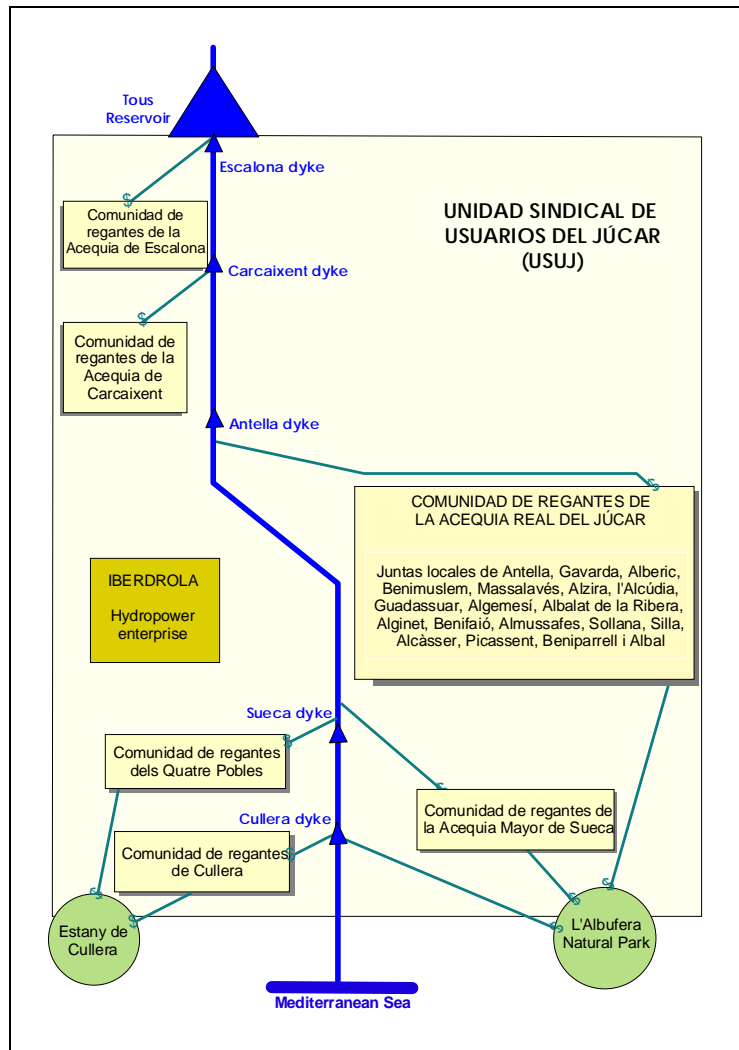 Tous
Reservoir
Escalona dyke
UNIDAD SINDICAL DE
USUARIOS DEL JÚCAR
(USUJ)
Comunidad de
regantes de la
Acequia de Escalona
Carcaixent dyke
Comunidad de
regantes de la
Acequia de
Carcaixent
Antella dyke
COMUNIDAD DE REGANTES DE
LA ACEQUIA REAL DEL JÚCAR
Juntas locales de Antella, Gavarda, Alberic,
Benimuslem, Massalavés, Alzira, l'Alcúdia,
Guadassuar, Algemesí, Albalat de la Ribera,
Alginet, Benifaió, Almussafes, Sollana, Silla,
Alcàsser, Picassent, Beniparrell i Albal
IBERDROLA
Hydropower
enterprise
Sueca dyke
Comunidad de regantes
dels Quatre Pobles
Cullera dyke
Comunidad de regantes de
la Acequia Mayor de Sueca
Comunidad de regantes
de Cullera
Estany de
Cullera
L'Albufera
Natural Park
Mediterranean Sea